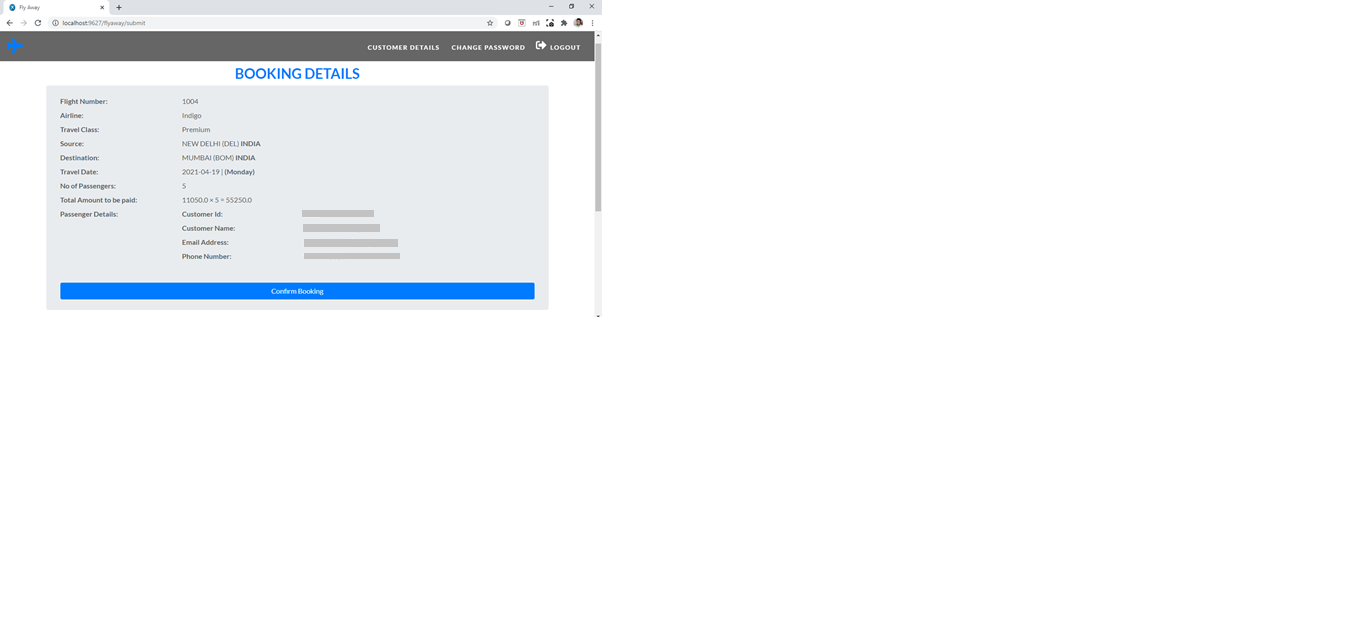 Fly Away
localhost:9627/flyaway/submit
CUSTOMER DETAILS CHANGE PASSWORD LOGOUT
BOOKING DETAILS
Flight Number: 1004
Airline: Indigo
Travel Class: Premium
Source: NEW DELHI (DEL) INDIA
Destination: MUMBAI (BOM) INDIA
Travel Date: 2021-04-19 | (Monday)
No of Passengers: 5
Total Amount to be paid: 11050.0 × 5 = 55250.0
Passenger Details: Customer Id:
Customer Name:
Email Address:
Phone Number:
Confirm Booking